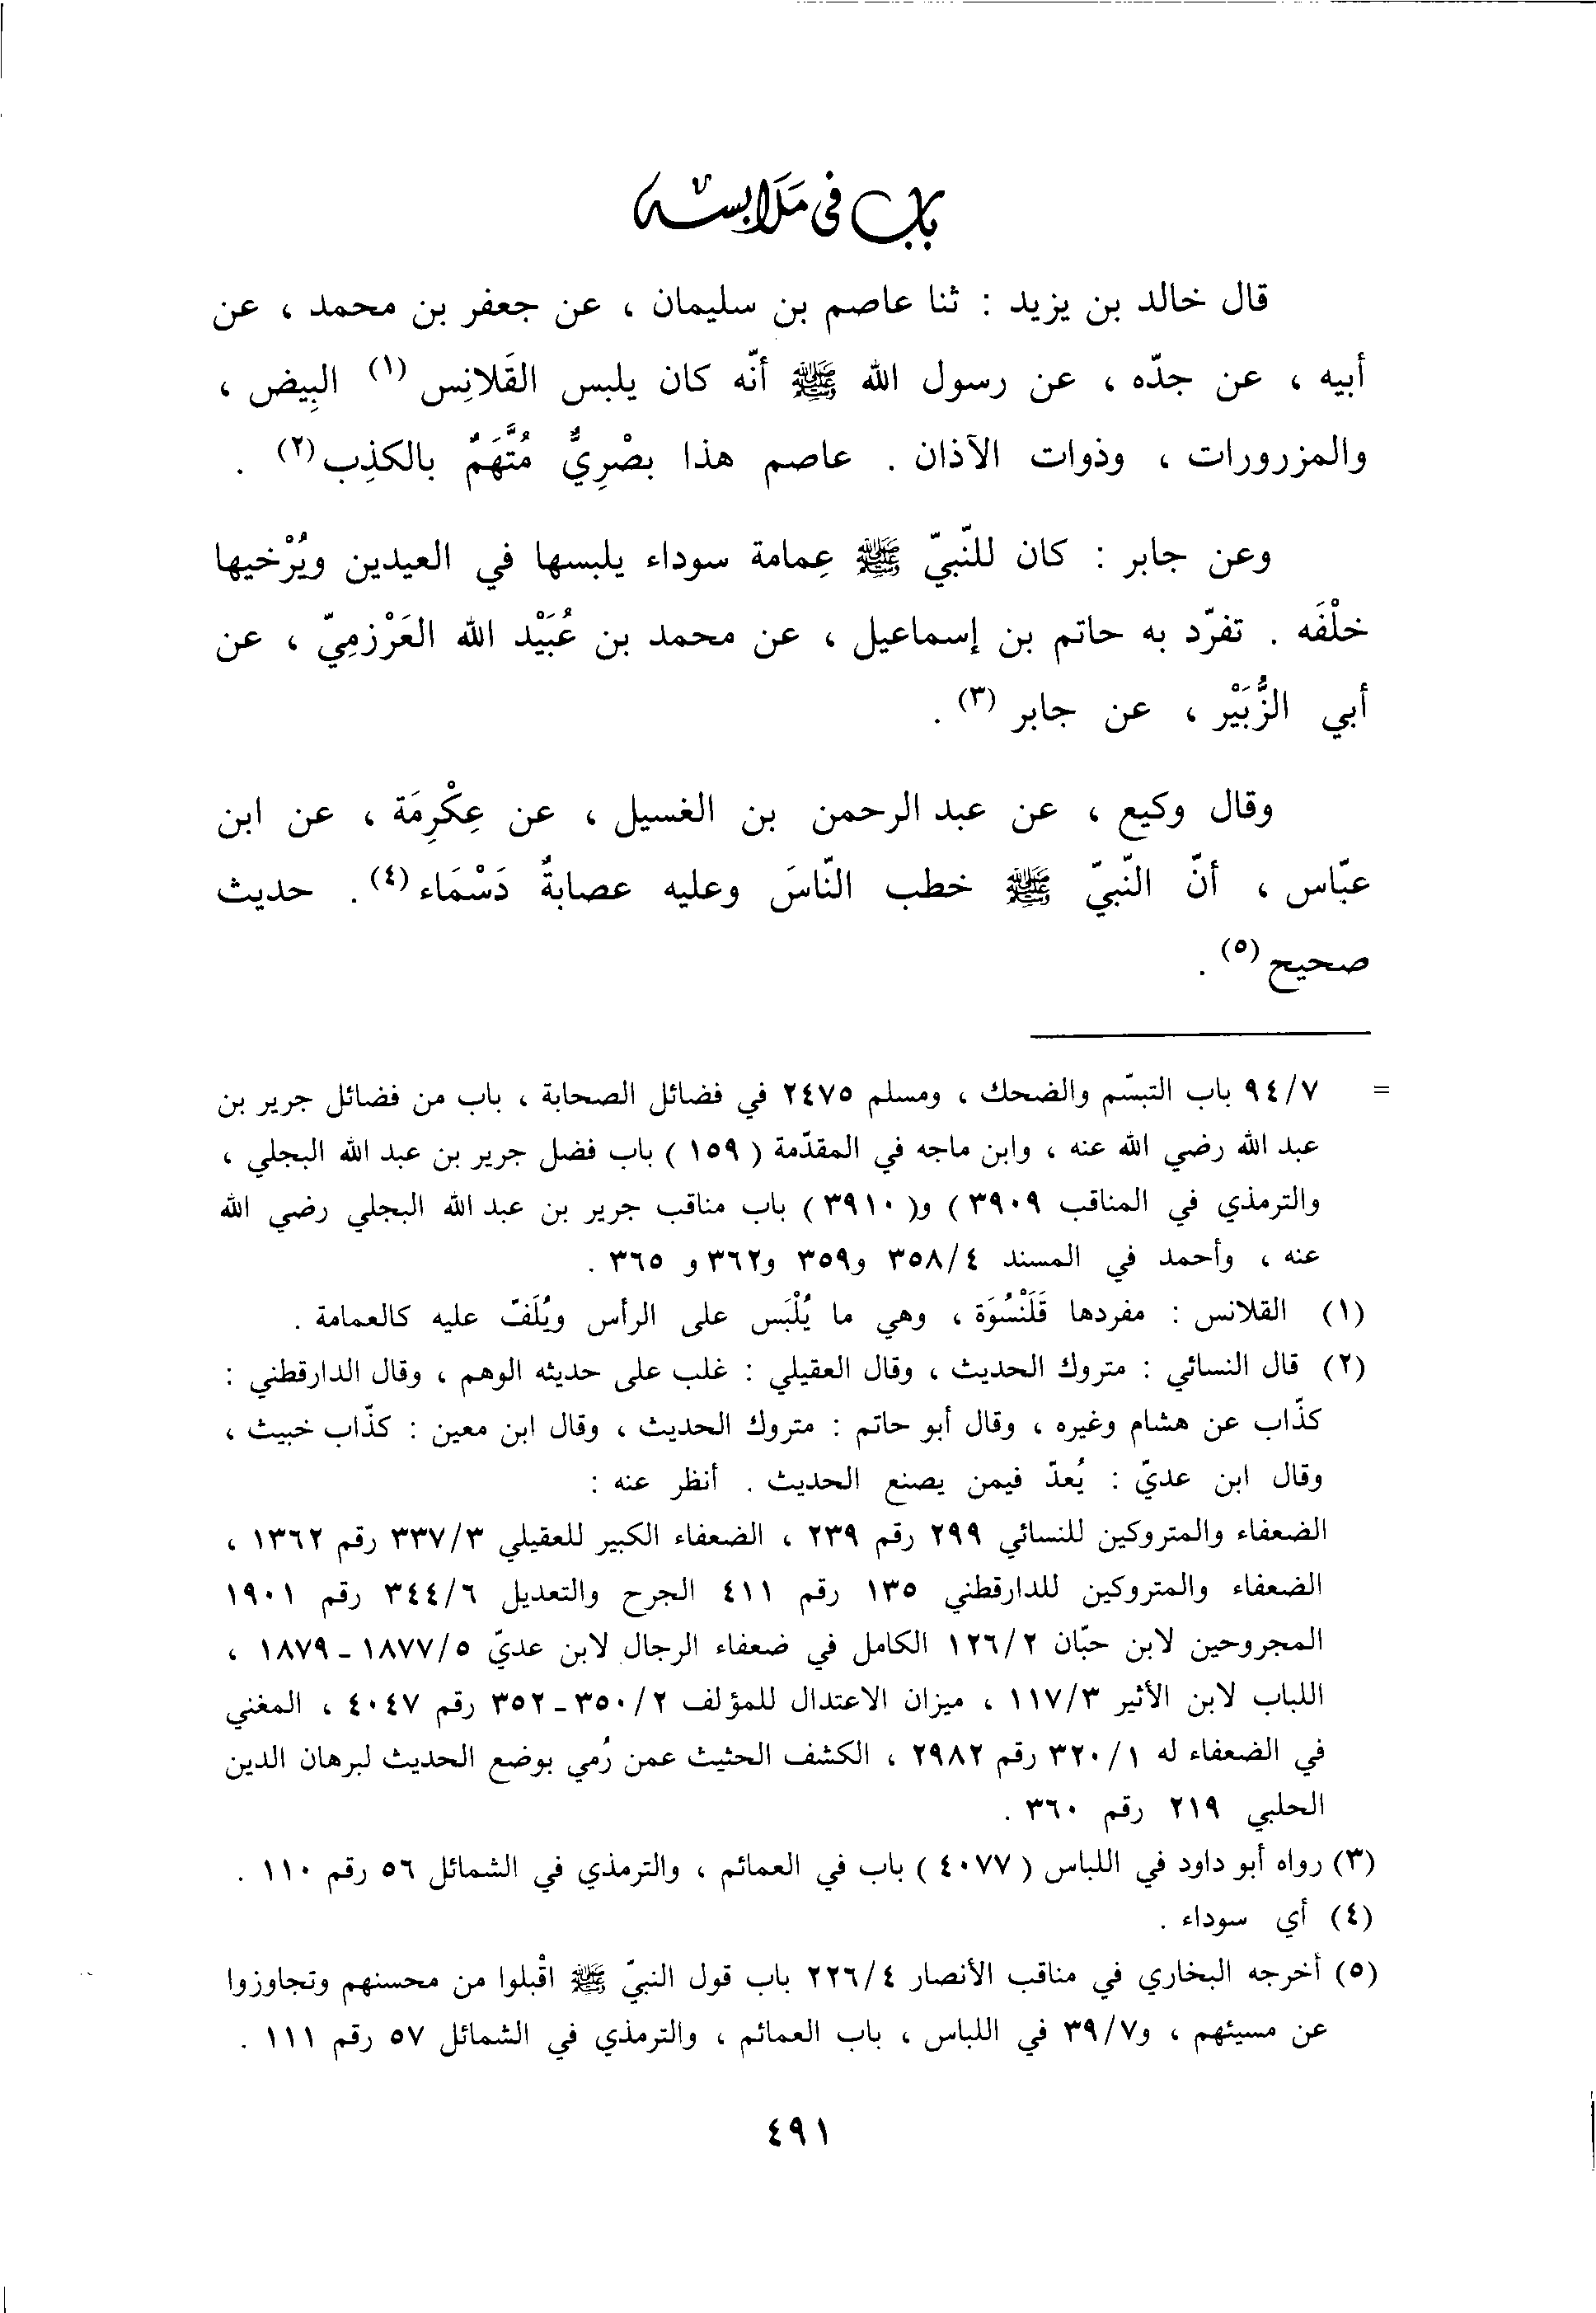 باب في مَلَابسه
قال خالد بن يزيد : ثنا عاصم بن سليمان ، عن جعفر بن محمد ، عن
أبيه ، عن جدّه ، عن رسول الله ﷺ أنّه كان يلبس القَلانِس (١) البِيض ،
والمزرورات ، وذوات الآذان . عاصم هذا بصْرِيٌّ مُتَّهَمٌ بالكذِب (٢) .
وعن جابر : كان للنّبيّ ﷺ عِمامة سوداء يلبسها في العيدين ويُرْخيها
خلْفَه . تفرّد به حاتم بن إسماعيل ، عن محمد بن عُبَيْد الله العَرْزمِيّ ، عن
أبي الزُّبَيْر ، عن جابر (٣) .
وقال وكيع ، عن عبد الرحمن بن الغسيل ، عن عِكْرِمَة ، عن ابن
عبّاس ، أنّ النّبيّ ﷺ خطب النّاسَ وعليه عصابةٌ دَسْمَاء (٤) . حديث
صحيح (٥) .
= ٩٤/٧ باب التبسّم والضحك ، ومسلم ٢٤٧٥ في فضائل الصحابة ، باب من فضائل جرير بن
عبد الله رضي الله عنه ، وابن ماجه في المقدّمة ( ١٥٩ ) باب فضل جرير بن عبد الله البجلي ،
والترمذي في المناقب ٣٩٠٩ ) و( ٣٩١٠ ) باب مناقب جرير بن عبد الله البجلي رضي الله
عنه ، وأحمد في المسند ٣٥٨/٤ و٣٥٩ و٣٦٢ و ٣٦٥ .
(١) القلانس : مفردها قَلَنْسُوَة ، وهي ما يُلْبَس على الرأس ويُلَفّ عليه كالعمامة .
(٢) قال النسائي : متروك الحديث ، وقال العقيلي : غلب على حديثه الوهم ، وقال الدارقطني :
كذّاب عن هشام وغيره ، وقال أبو حاتم : متروك الحديث ، وقال ابن معين : كذّاب خبيث ،
وقال ابن عديّ : يُعدّ فيمن يصنع الحديث . أنظر عنه :
الضعفاء والمتروكين للنسائي ٢٩٩ رقم ٢٣٩ ، الضعفاء الكبير للعقيلي ٣٣٧/٣ رقم ١٣٦٢ ،
الضعفاء والمتروكين للدارقطني ١٣٥ رقم ٤١١ الجرح والتعديل ٣٤٤/٦ رقم ١٩٠١
المجروحين لابن حبّان ١٢٦/٢ الكامل في ضعفاء الرجال لابن عديّ ١٨٧٧/٥ - ١٨٧٩ ،
اللباب لابن الأثير ١١٧/٣ ، ميزان الاعتدال للمؤلف ٣٥٠/٢ - ٣٥٢ رقم ٤٠٤٧ ، المغني
في الضعفاء له ٣٢٠/١ رقم ٢٩٨٢ ، الكشف الحثيث عمن رُمي بوضع الحديث لبرهان الدين
الحلبي ٢١٩ رقم ٣٦٠ .
(٣) رواه أبو داود في اللباس ( ٤٠٧٧ ) باب في العمائم ، والترمذي في الشمائل ٥٦ رقم ١١٠ .
(٤) أي سوداء .
(٥) أخرجه البخاري في مناقب الأنصار ٢٢٦/٤ باب قول النبيّ ﷺ اقْبلوا من محسنهم وتجاوزوا
عن مسيئهم ، و٣٩/٧ في اللباس ، باب العمائم ، والترمذي في الشمائل ٥٧ رقم ١١١ .
٤٩١